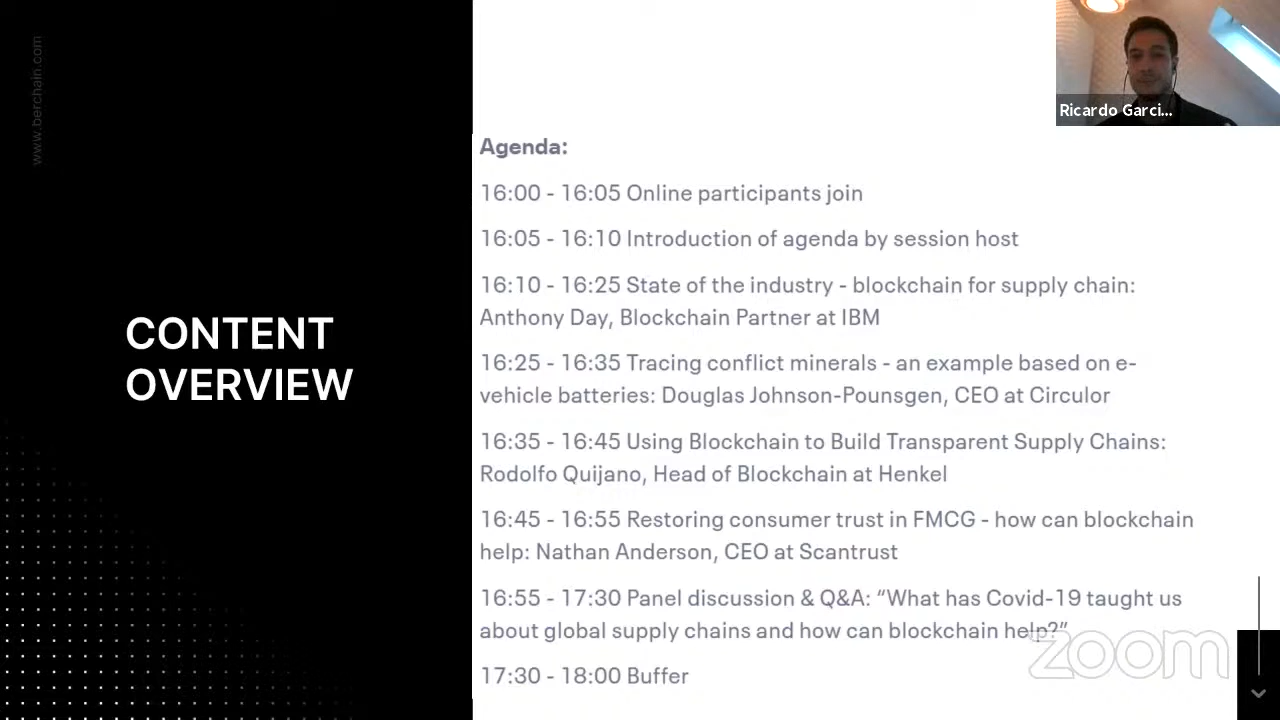 www.berchain.com
Ricardo Garci...
CONTENT
OVERVIEW
Agenda:
16:00 - 16:05 Online participants join
16:05 - 16:10 Introduction of agenda by session host
16:10 - 16:25 State of the industry - blockchain for supply chain:
Anthony Day, Blockchain Partner at IBM
16:25 - 16:35 Tracing conflict minerals - an example based on e-
vehicle batteries: Douglas Johnson-Pounsgen, CEO at Circulor
16:35 - 16:45 Using Blockchain to Build Transparent Supply Chains:
Rodolfo Quijano, Head of Blockchain at Henkel
16:45 - 16:55 Restoring consumer trust in FMCG - how can blockchain
help: Nathan Anderson, CEO at Scantrust
16:55 - 17:30 Panel discussion & Q&A: “What has Covid-19 taught us
about global supply chains and how can blockchain help?”
17:30 - 18:00 Buffer
zoom